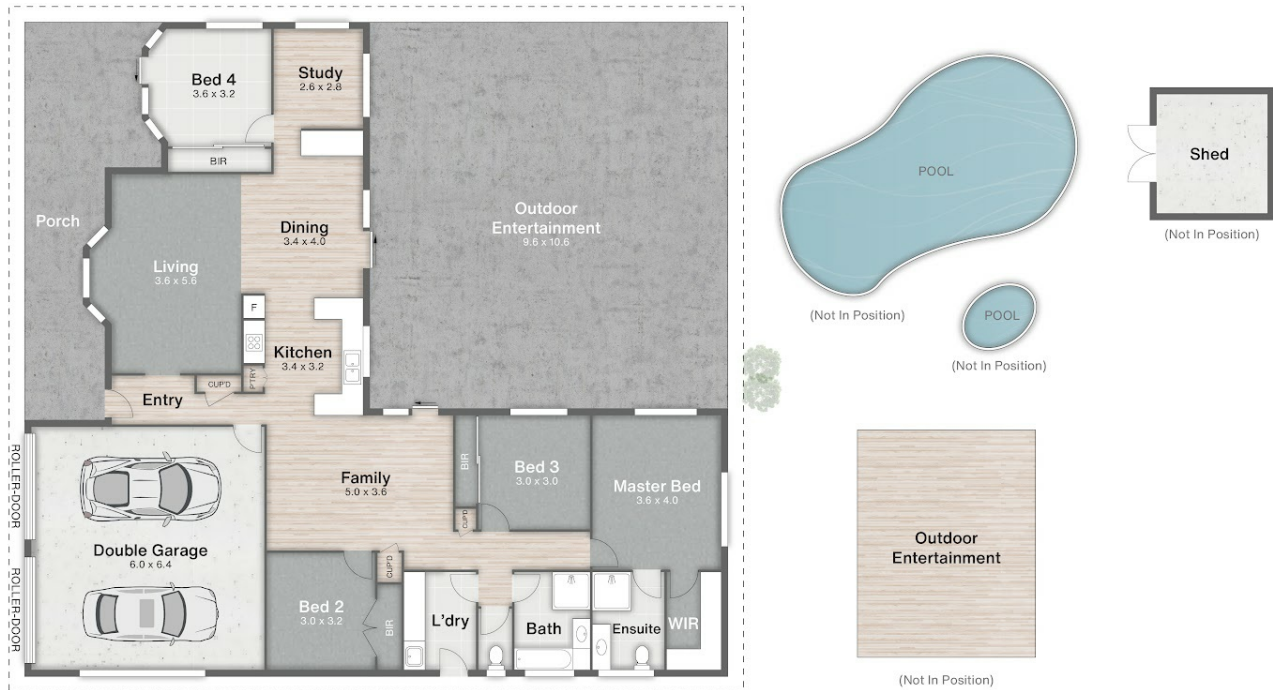 Bed 4
3.6 x 3.2
Study
2.6 x 2.8
BIR
Porch
Living
3.6 x 5.6
Dining
3.4 x 4.0
Outdoor
Entertainment
9.6 x 10.6
F
Kitchen
3.4 x 3.2
P'TRY
CUP'D
Entry
ROLLER-DOOR
ROLLER-DOOR
Double Garage
6.0 x 6.4
Family
5.0 x 3.6
BIR
CUP'D
Bed 3
3.0 x 3.0
Master Bed
3.6 x 4.0
Bed 2
3.0 x 3.2
CUP'D
BIR
L'dry
Bath
Ensuite
WIR
POOL
(Not In Position)
POOL
(Not In Position)
Shed
(Not In Position)
Outdoor
Entertainment
(Not In Position)